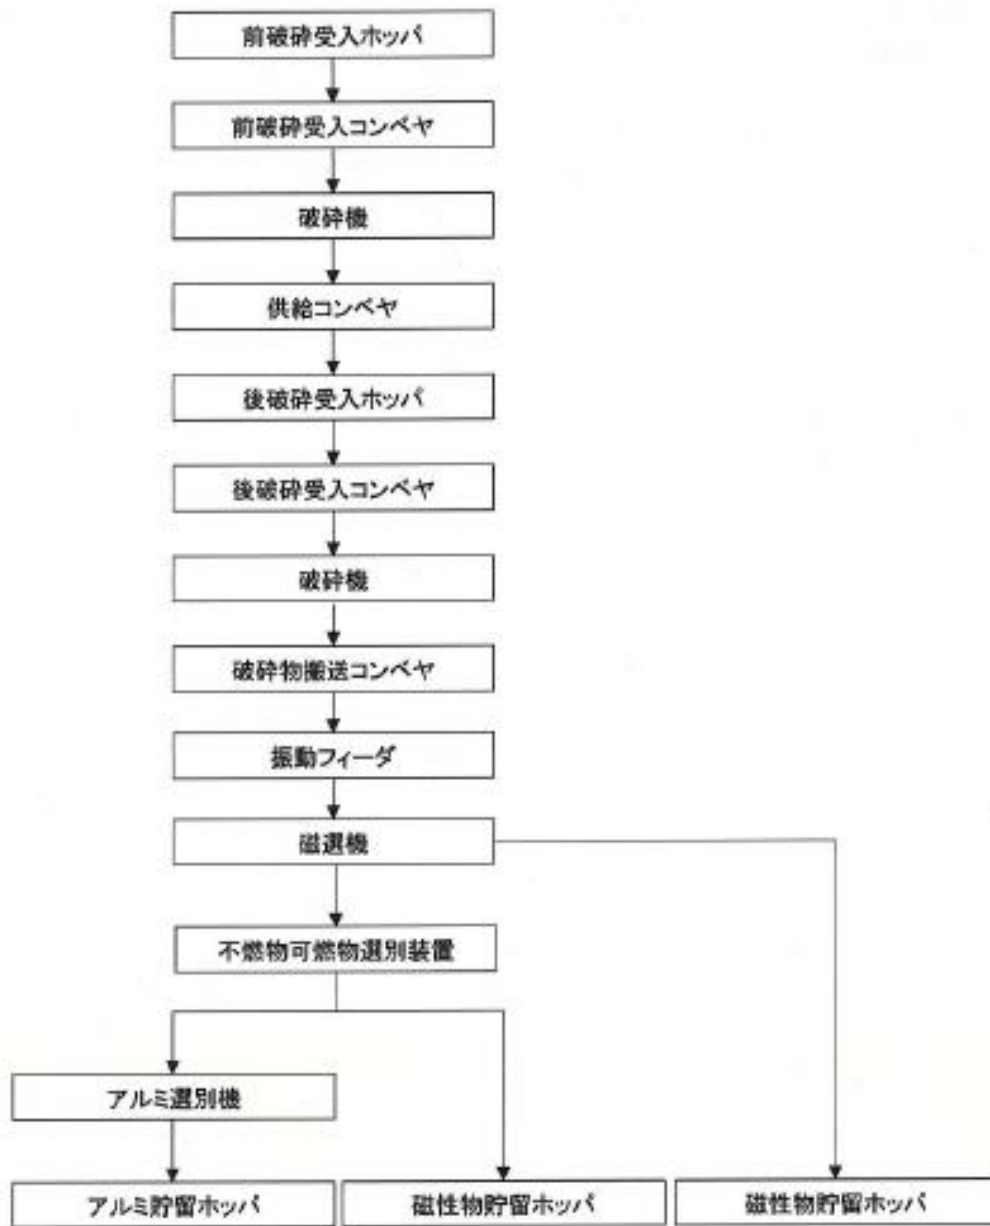 前破砕受入ホッパ
前破砕受入コンベヤ
破砕機
供給コンベヤ
後破砕受入ホッパ
後破砕受入コンベヤ
破砕機
破砕物搬送コンベヤ
振動フィーダ
磁選機
不燃物可燃物選別装置
アルミ選別機
アルミ貯留ホッパ
磁性物貯留ホッパ
磁性物貯留ホッパ